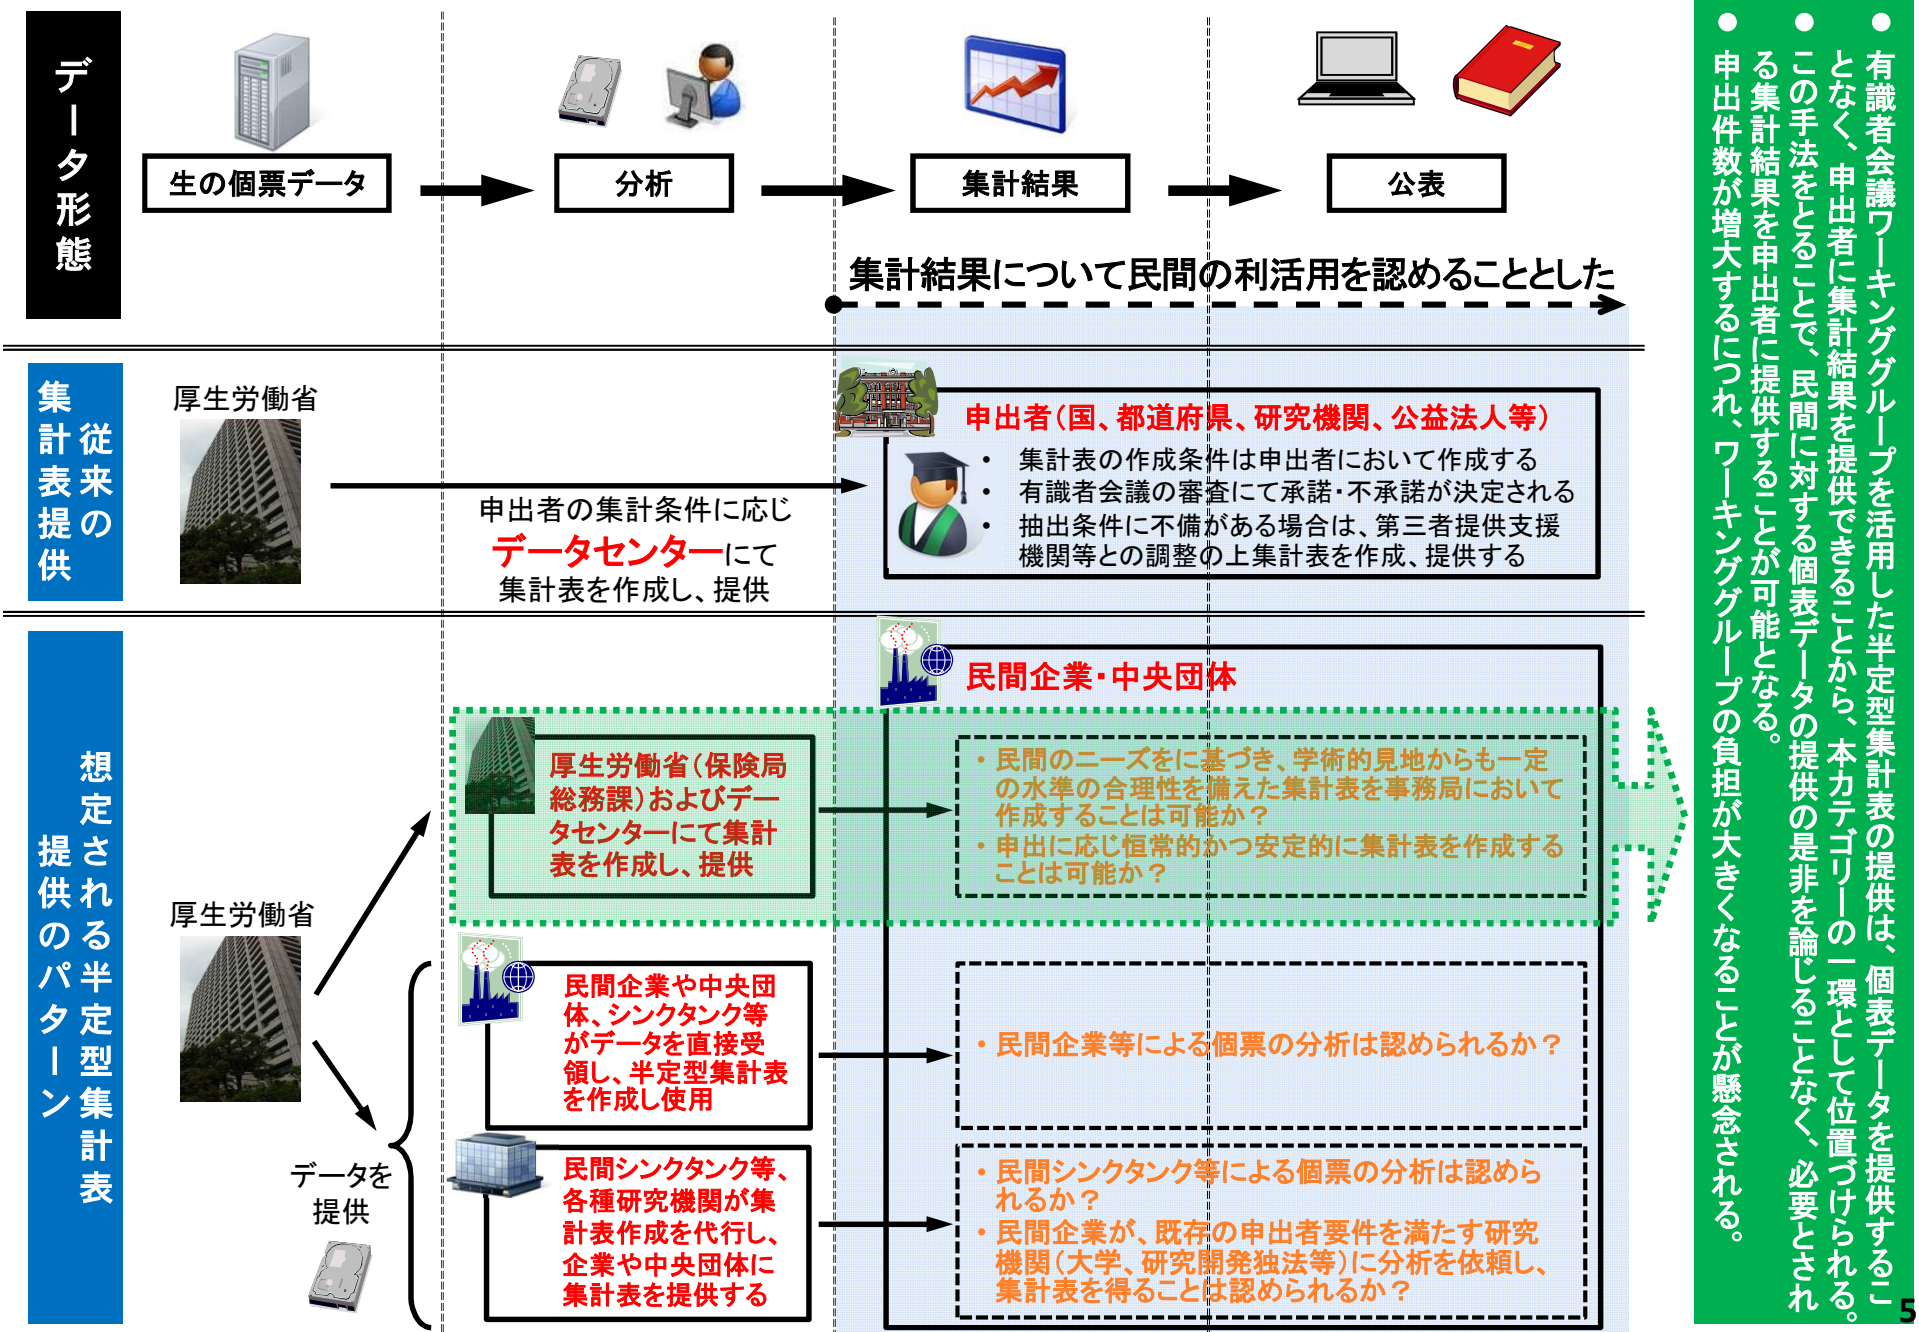 データ形態
生の個票データ
分析
集計結果
公表
集計結果について民間の利活用を認めることとした
従来の
集計表提供
厚生労働省
申出者の集計条件に応じ
データセンターにて
集計表を作成し、提供
申出者（国、都道府県、研究機関、公益法人等）
・ 集計表の作成条件は申出者において作成する
・ 有識者会議の審査にて承諾・不承諾が決定される
・ 抽出条件に不備がある場合は、第三者提供支援
機関等との調整の上集計表を作成、提供する
想定される半定型集計表
提供のパターン
厚生労働省
データを
提供
民間企業・中央団体
厚生労働省（保険局
総務課）およびデー
タセンターにて集計
表を作成し、提供
・民間のニーズをに基づき、学術的見地からも一定
の水準の合理性を備えた集計表を事務局において
作成することは可能か？
・申出に応じ恒常的かつ安定的に集計表を作成する
ことは可能か？
民間企業や中央団
体、シンクタンク等
がデータを直接受
領し、半定型集計表
を作成し使用
・民間企業等による個票の分析は認められるか？
民間シンクタンク等、
各種研究機関が集
計表作成を代行し、
企業や中央団体に
集計表を提供する
・民間シンクタンク等による個票の分析は認めら
れるか？
・民間企業が、既存の申出者要件を満たす研究
機関（大学、研究開発独法等）に分析を依頼し、
集計表を得ることは認められるか？
● 有識者会議ワーキンググループを活用した半定型集計表の提供は、個表データを提供するこ
となく、申出者に集計結果を提供できることから、本カテゴリーの一環として位置づけられる。
● この手法をとることで、民間に対する個表データの提供の是非を論じることなく、必要とされ
る集計結果を申出者に提供することが可能となる。
● 申出件数が増大するにつれ、ワーキンググループの負担が大きくなることが懸念される。
5